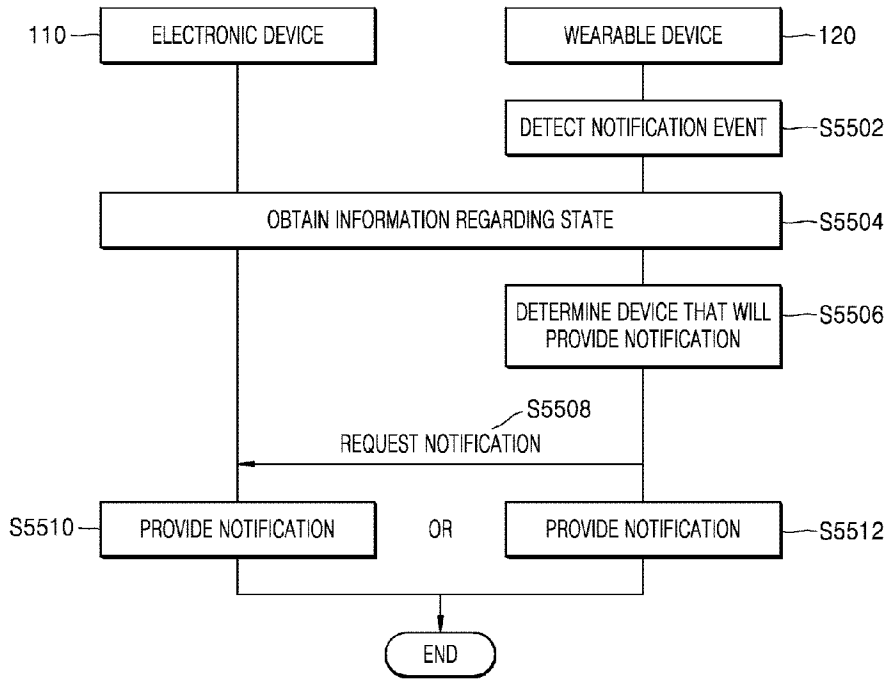 110 ELECTRONIC DEVICE WEARABLE DEVICE 120
DETECT NOTIFICATION EVENT S5502
OBTAIN INFORMATION REGARDING STATE S5504
DETERMINE DEVICE THAT WILL
PROVIDE NOTIFICATION S5506
S5508
REQUEST NOTIFICATION
S5510 PROVIDE NOTIFICATION OR PROVIDE NOTIFICATION S5512
END